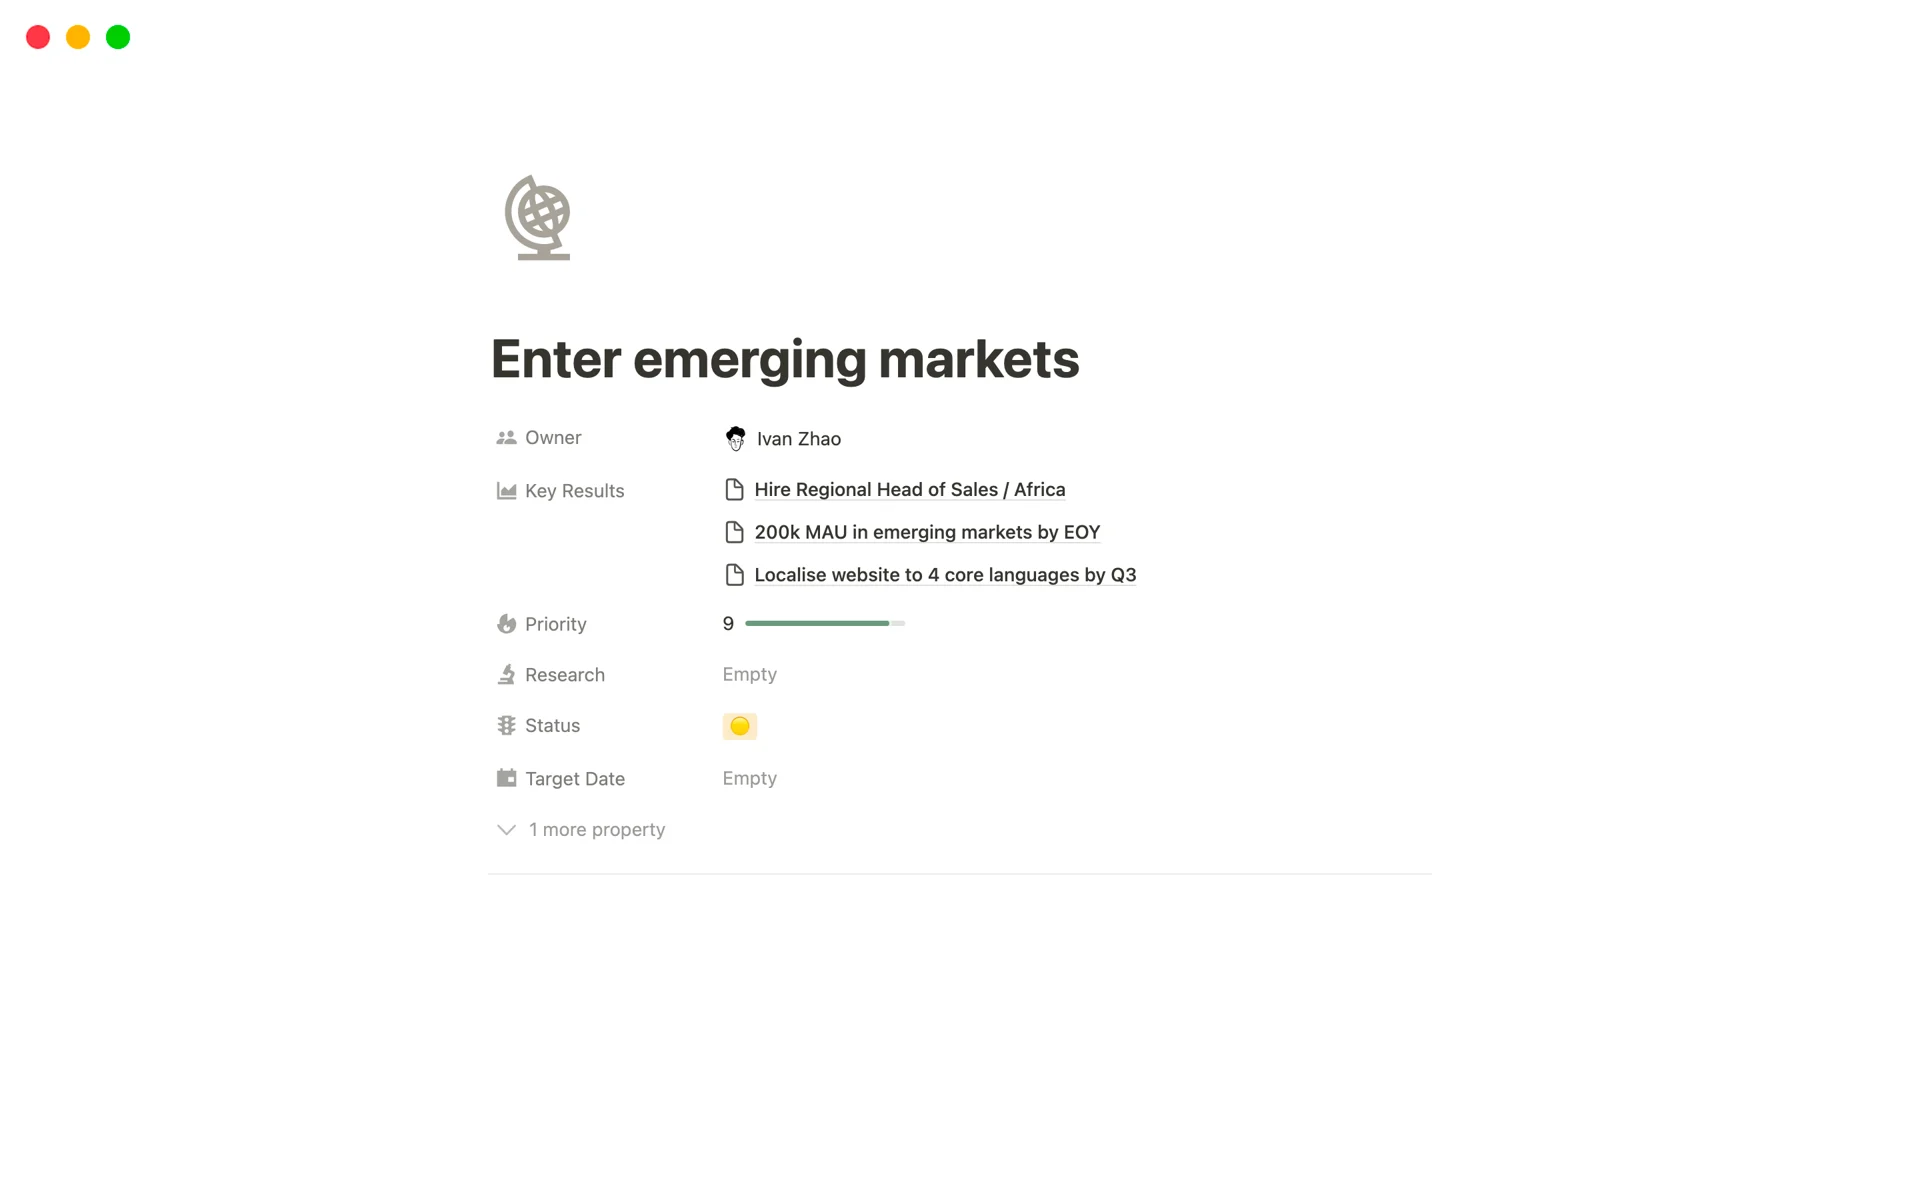 Enter emerging markets
Owner Ivan Zhao
Key Results Hire Regional Head of Sales / Africa
200k MAU in emerging markets by EOY
Localise website to 4 core languages by Q3
Priority 9
Research Empty
Status
Target Date Empty
1 more property